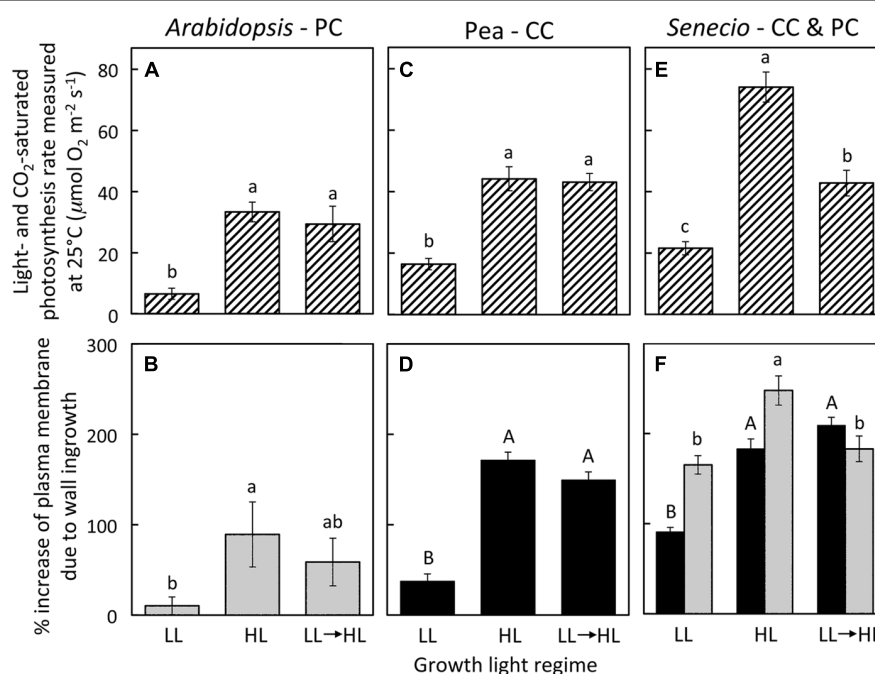 Arabidopsis - PC
Pea - CC
Senecio - CC & PC
Light- and CO2-saturated
photosynthesis rate measured
at 25°C (μmol O2 m-2 s-1)
80
60
40
20
0
A
b
a
a
C
b
a
a
E
c
a
b
% increase of plasma membrane
due to wall ingrowth
300
200
100
0
B
b
a
ab
D
B
A
A
F
B
b
A
a
A
b
LL
HL
LL→HL
LL
HL
LL→HL
LL
HL
LL→HL
Growth light regime